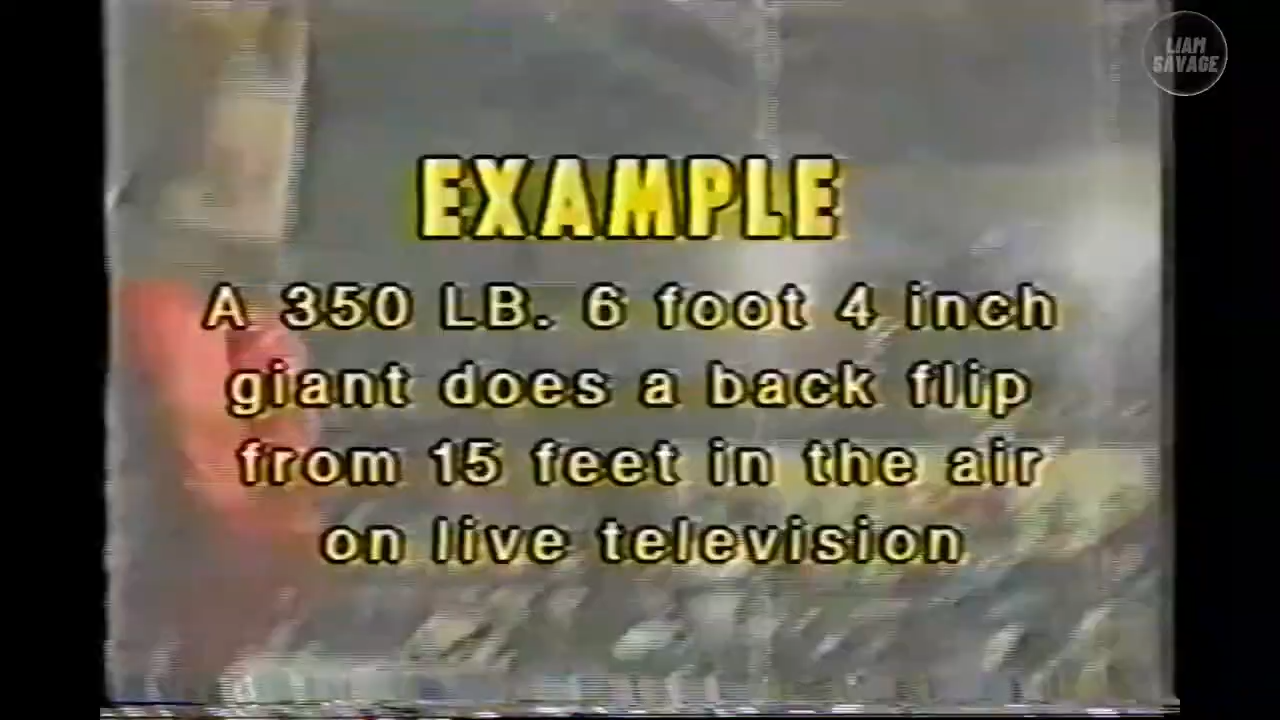 LIAM
SAVAGE
EXAMPLE
A 350 LB. 6 foot 4 inch
giant does a back flip
from 15 feet in the air
on live television